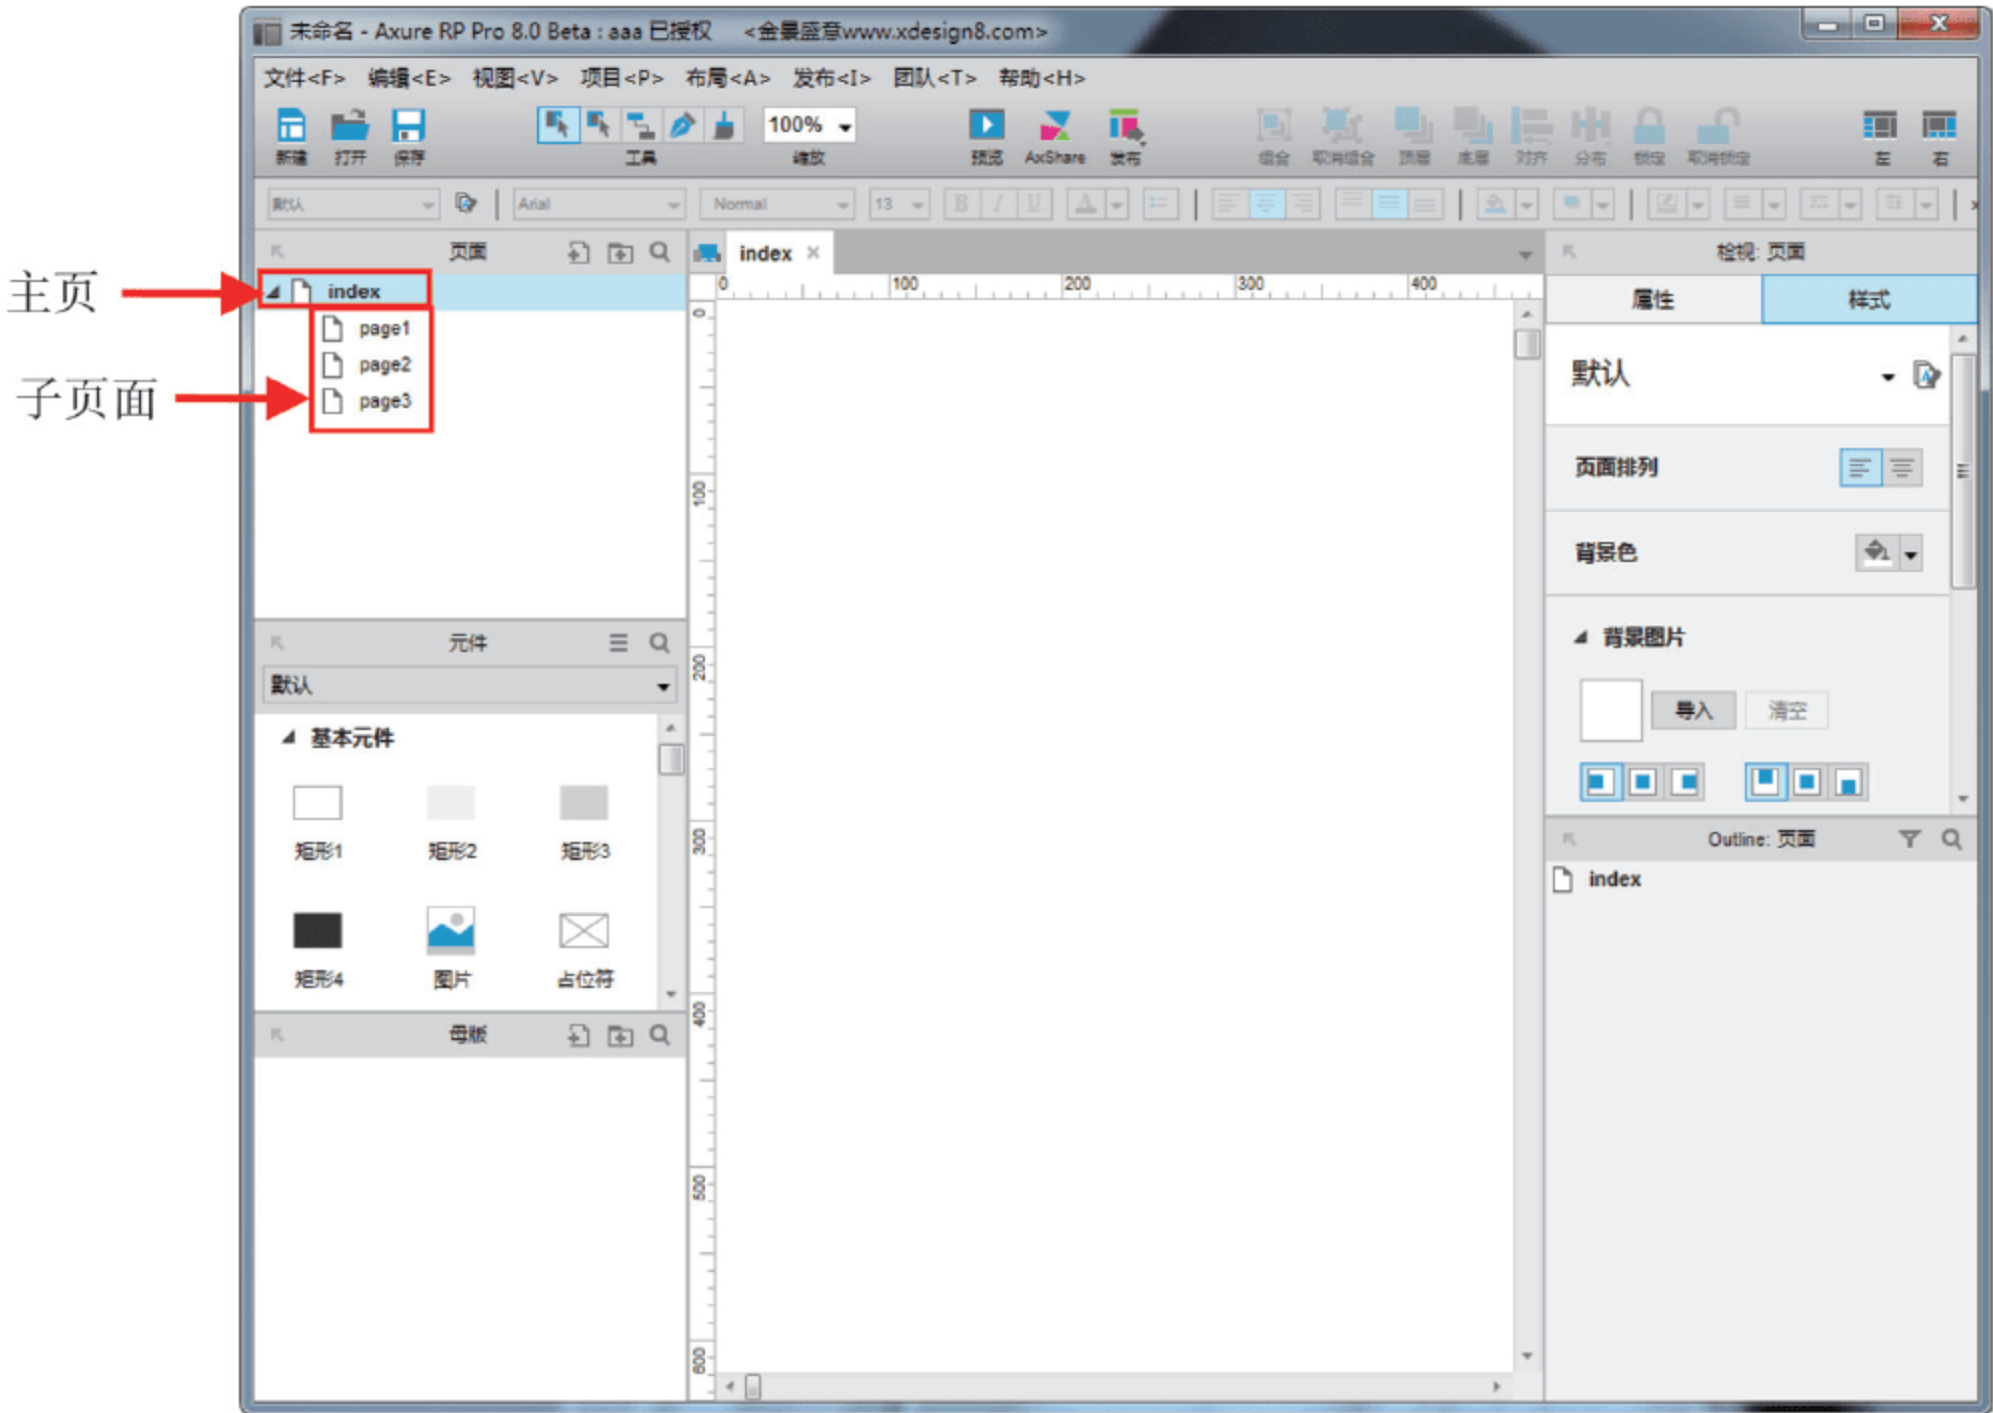 未命名 - Axure RP Pro 8.0 Beta : aaa 已授权 <金景盛意www.xdesign8.com>
文件<F> 编辑<E> 视图<V> 项目<P> 布局<A> 发布<I> 团队<T> 帮助<H>
100%
新建 打开 保存 工具 缩放 预览 AxShare 发布 组合 取消组合 顶层 底层 对齐 分布 锁定 取消锁定 左 右
默认 Arial Normal 13 B I U A
页面
index
检视: 页面
主页
index
page1
page2
子页面
page3
0 100 200 300 400
0
100
200
300
400
500
600
属性 样式
默认
页面排列
背景色
背景图片
导入 清空
元件
默认
基本元件
矩形1 矩形2 矩形3
矩形4 图片 占位符
母版
Outline: 页面
index